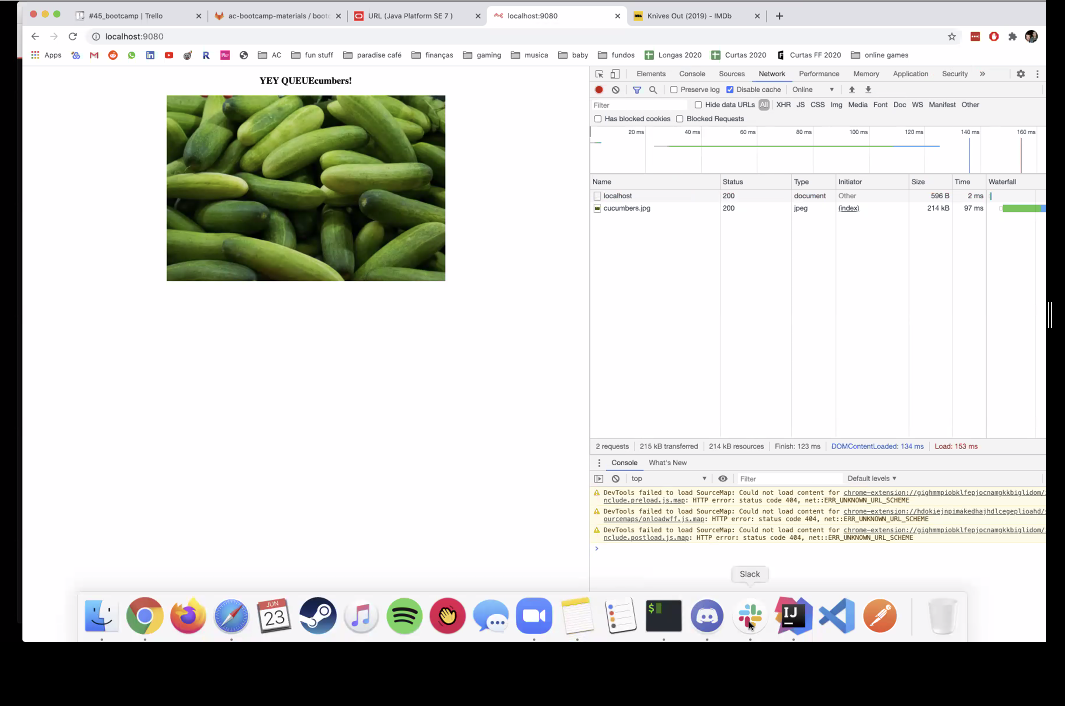 #45_bootcamp | Trello
ac-bootcamp-materials / boot
URL (Java Platform SE 7 )
localhost:9080
Knives Out (2019) - IMDb
localhost:9080
Apps
AC
fun stuff
paradise café
finanças
gaming
musica
baby
fundos
Longas 2020
Curtas 2020
Curtas FF 2020
online games
YEY QUEUEcumbers!
Elements Console Sources Network Performance Memory Application Security »
Preserve log Disable cache Online
Filter Hide data URLs All XHR JS CSS Img Media Font Doc WS Manifest Other
Has blocked cookies Blocked Requests
20 ms 40 ms 60 ms 80 ms 100 ms 120 ms 140 ms 160 ms
Name Status Type Initiator Size Time Waterfall
localhost 200 document Other 596 B 2 ms
cucumbers.jpg 200 jpeg (index) 214 kB 97 ms
2 requests 215 kB transferred 214 kB resources Finish: 123 ms DOMContentLoaded: 134 ms Load: 153 ms
Console What's New
top Filter Default levels
DevTools failed to load SourceMap: Could not load content for chrome-extension://gighmmpiobklfepjocnamgkkbiglidom/i
nclude.preload.js.map: HTTP error: status code 404, net::ERR_UNKNOWN_URL_SCHEME
DevTools failed to load SourceMap: Could not load content for chrome-extension://hdokiejnpimakedhajhdlcegeplioahd/s
ourcemaps/onloadwff.js.map: HTTP error: status code 404, net::ERR_UNKNOWN_URL_SCHEME
DevTools failed to load SourceMap: Could not load content for chrome-extension://gighmmpiobklfepjocnamgkkbiglidom/i
nclude.postload.js.map: HTTP error: status code 404, net::ERR_UNKNOWN_URL_SCHEME
Slack
JUN
23
$
IJ